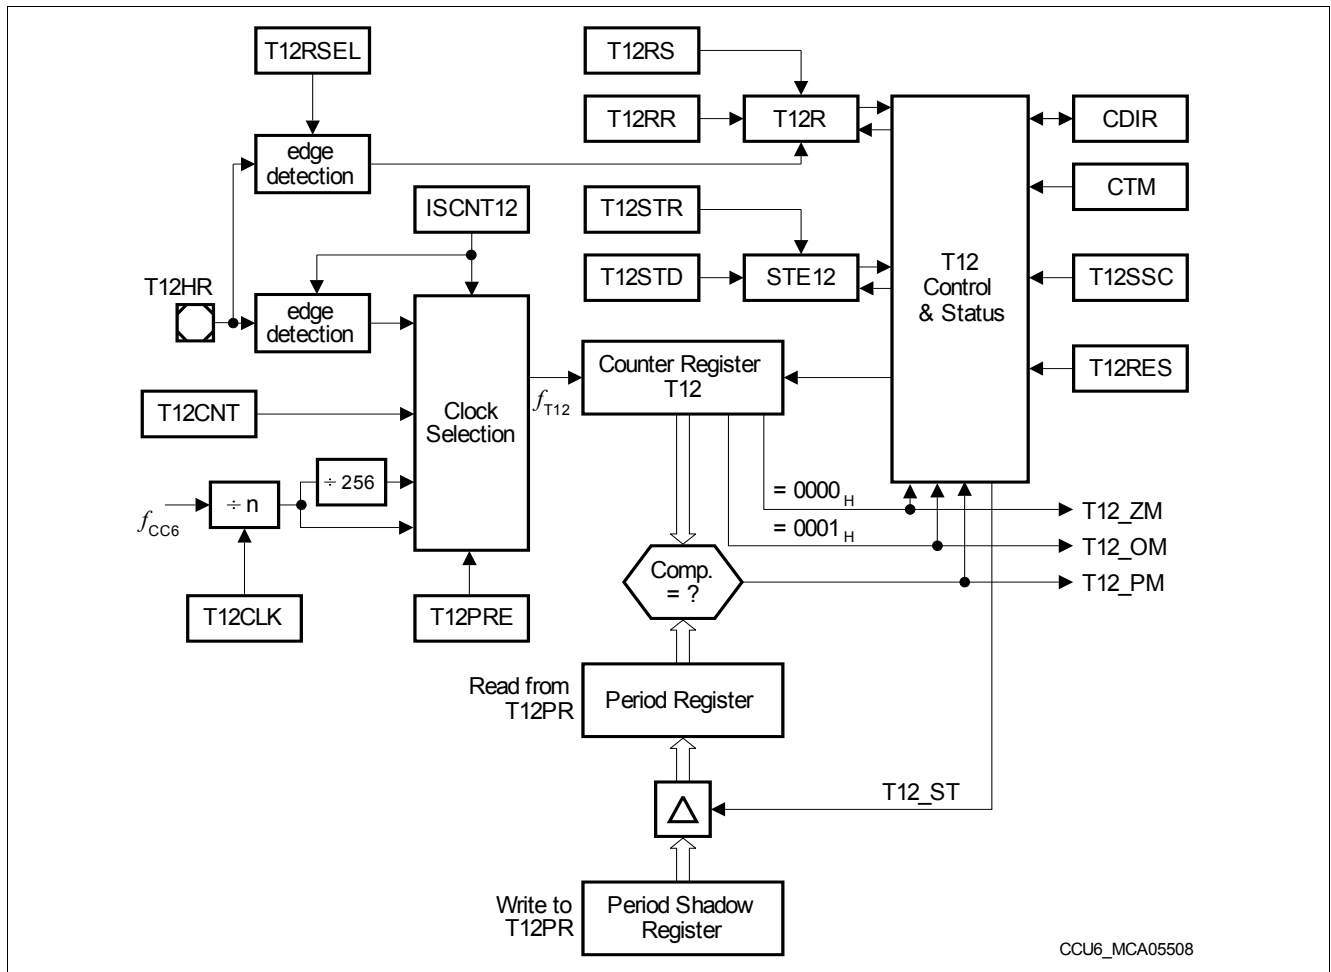 T12RSEL
T12RS
T12RR
T12R
CDIR
edge
detection
CTM
ISCNT12
T12STR
T12STD
STE12
T12
Control
& Status
T12SSC
T12HR
edge
detection
Counter Register
T12
T12RES
fT12
T12CNT
Clock
Selection
÷ 256
÷ n
fCC6
= 0000H
T12_ZM
= 0001H
T12_OM
Comp.
= ?
T12_PM
T12CLK
T12PRE
Read from
T12PR
Period Register
T12_ST
Write to
T12PR
Period Shadow
Register
CCU6_MCA05508